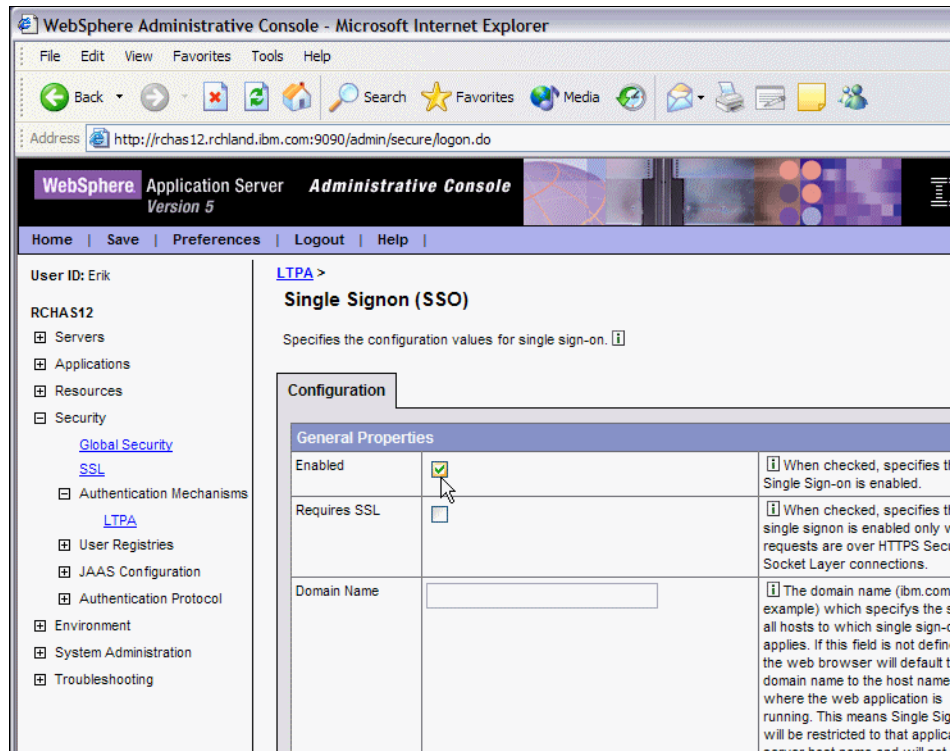 WebSphere Administrative Console - Microsoft Internet Explorer
File Edit View Favorites Tools Help
Back Search Favorites Media
Address http://rchas12.rchland.ibm.com:9090/admin/secure/logon.do
WebSphere Application Server Administrative Console
Version 5
Home | Save | Preferences | Logout | Help |
User ID: Erik
RCHAS12
Servers
Applications
Resources
Security
Global Security
SSL
Authentication Mechanisms
LTPA
User Registries
JAAS Configuration
Authentication Protocol
Environment
System Administration
Troubleshooting
LTPA >
Single Signon (SSO)
Specifies the configuration values for single sign-on. i
Configuration
General Properties
Enabled
i When checked, specifies
Single Sign-on is enabled.
Requires SSL
i When checked, specifies
single signon is enabled only
requests are over HTTPS
Socket Layer connections.
Domain Name
i The domain name (ibm.com
example) which specifys the
all hosts to which single
applies. If this field is not
the web browser will default
domain name to the host name
where the web application is
running. This means Single
will be restricted to that
server host name and will